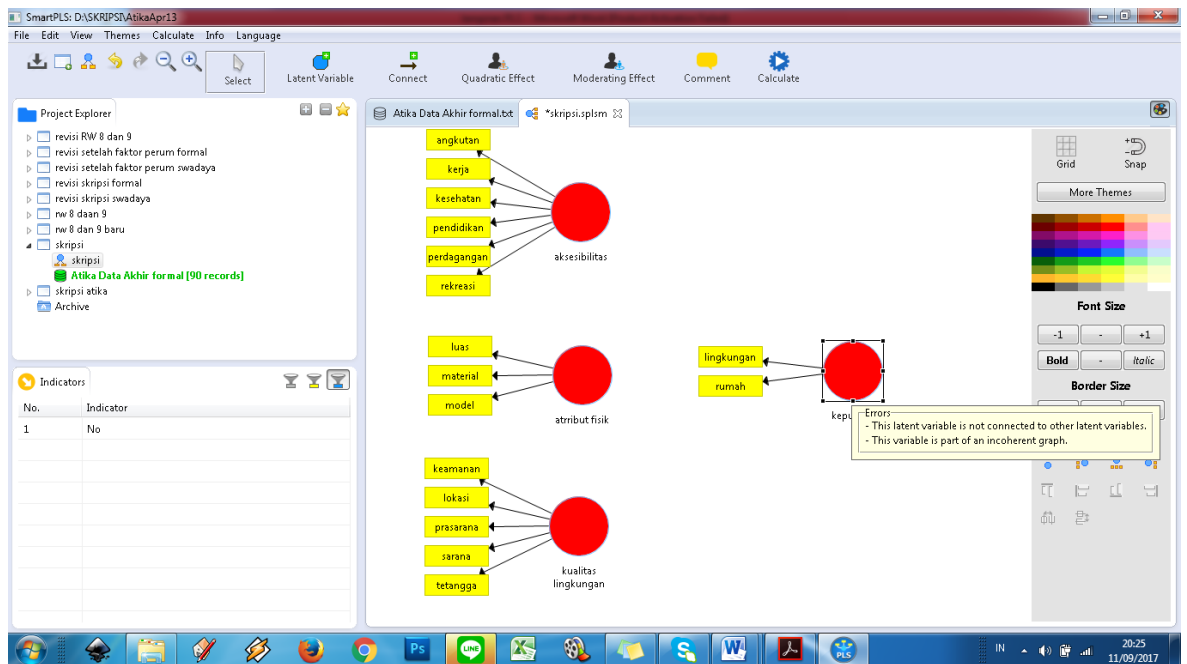 SmartPLS: D:\SKRIPSI\AtikaApr13
File Edit View Themes Calculate Info Language
Select
Latent Variable
Connect
Quadratic Effect
Moderating Effect
Comment
Calculate
Project Explorer
revisi RW 8 dan 9
revisi setelah faktor perum formal
revisi setelah faktor perum swadaya
revisi skripsi formal
revisi skripsi swadaya
rw 8 daan 9
rw 8 dan 9 baru
skripsi
skripsi
Atika Data Akhir formal [90 records]
skripsi atika
Archive
Indicators
No. Indicator
1 No
Atika Data Akhir formal.txt
*skripsi.splsm
angkutan
kerja
kesehatan
pendidikan
perdagangan
rekreasi
aksesibilitas
luas
material
model
atrribut fisik
keamanan
lokasi
prasarana
sarana
tetangga
kualitas
lingkungan
lingkungan
rumah
kepu
Errors
- This latent variable is not connected to other latent variables.
- This variable is part of an incoherent graph.
Grid
Snap
More Themes
Font Size
-1 - +1
Bold - Italic
Border Size
Ps
LINE
PLS
IN
20:25
11/09/2017